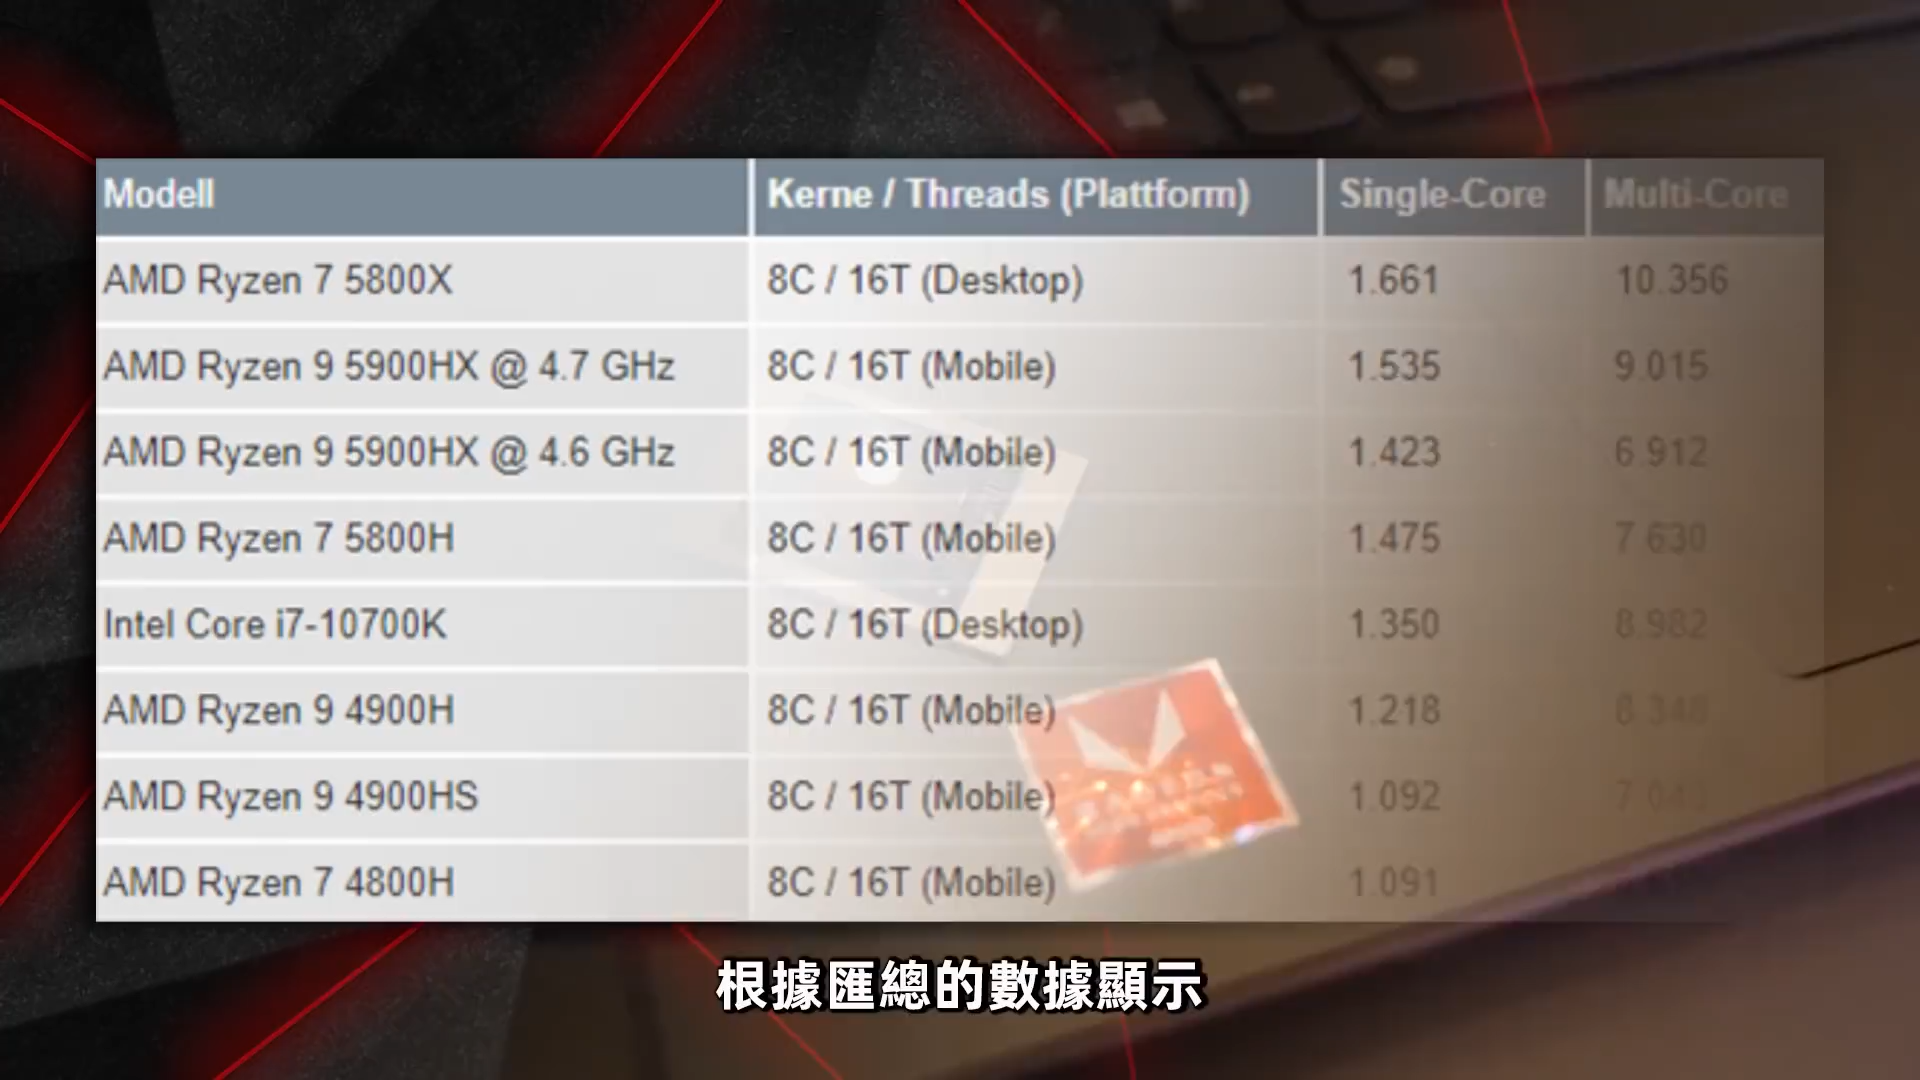 Modell Kerne / Threads (Plattform) Single-Core Multi-Core
AMD Ryzen 7 5800X 8C / 16T (Desktop) 1.661 10.356
AMD Ryzen 9 5900HX @ 4.7 GHz 8C / 16T (Mobile) 1.535 9.015
AMD Ryzen 9 5900HX @ 4.6 GHz 8C / 16T (Mobile) 1.423 6.912
AMD Ryzen 7 5800H 8C / 16T (Mobile) 1.475 7 630
Intel Core i7-10700K 8C / 16T (Desktop) 1.350 8.982
AMD Ryzen 9 4900H 8C / 16T (Mobile) 1.218
AMD Ryzen 9 4900HS 8C / 16T (Mobile) 1.092
AMD Ryzen 7 4800H 8C / 16T (Mobile) 1.091
根據匯總的數據顯示